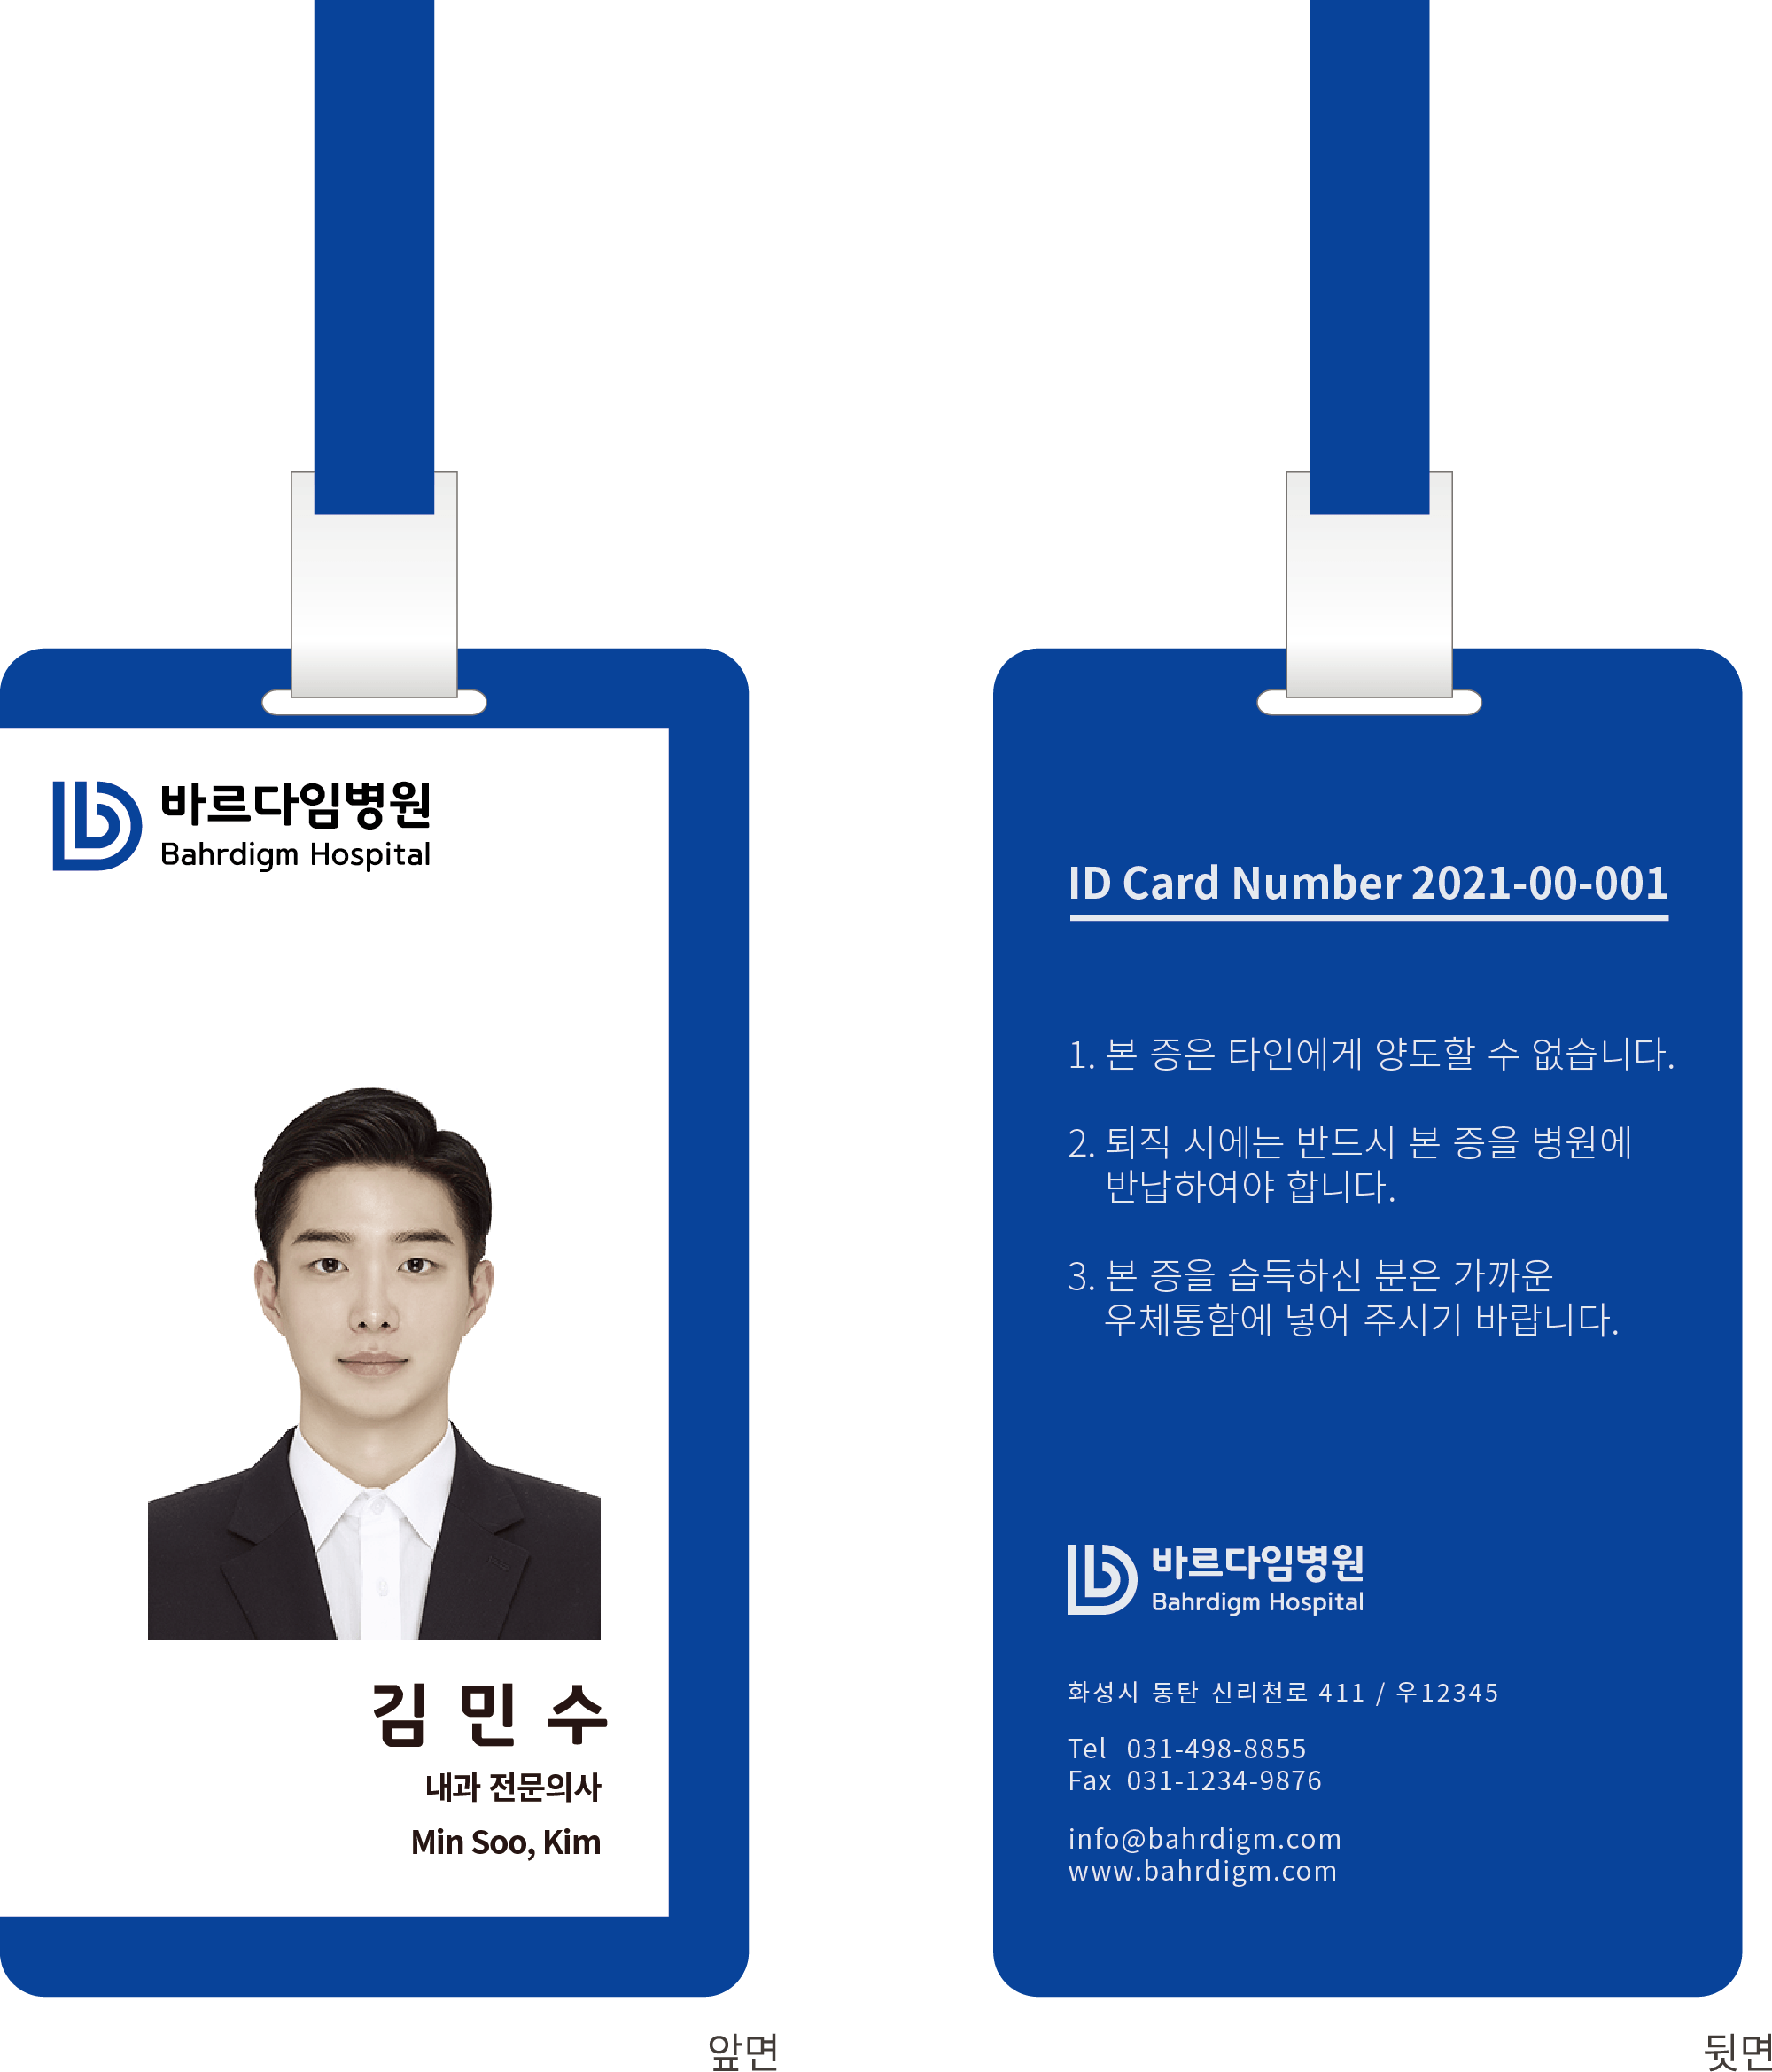 바르다임병원
Bahrdigm Hospital
김 민 수
내과 전문의사
Min Soo, Kim
앞면
ID Card Number 2021-00-001
1. 본 증은 타인에게 양도할 수 없습니다.
2. 퇴직 시에는 반드시 본 증을 병원에
반납하여야 합니다.
3. 본 증을 습득하신 분은 가까운
우체통함에 넣어 주시기 바랍니다.
바르다임병원
Bahrdigm Hospital
화성시 동탄 신리천로 411 / 우12345
Tel 031-498-8855
Fax 031-1234-9876
info@bahrdigm.com
www.bahrdigm.com
뒷면